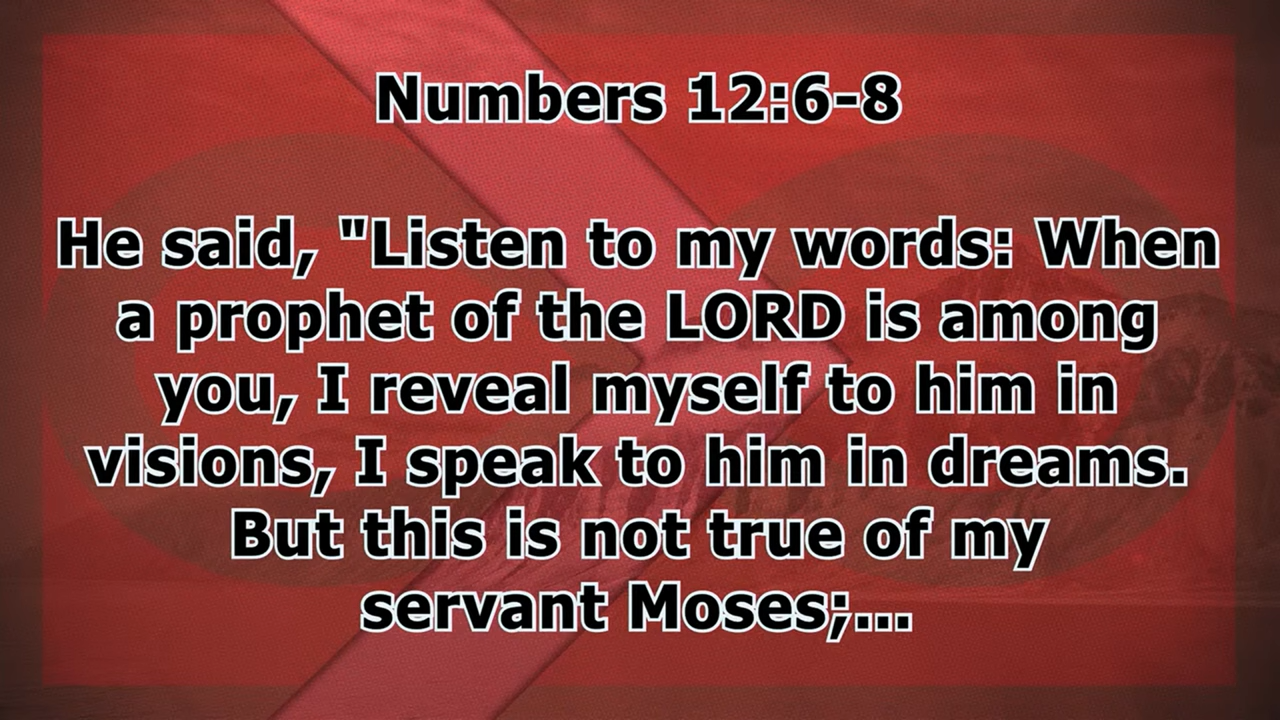 Numbers 12:6-8
He said, "Listen to my words: When
a prophet of the LORD is among
you, I reveal myself to him in
visions, I speak to him in dreams.
But this is not true of my
servant Moses;...